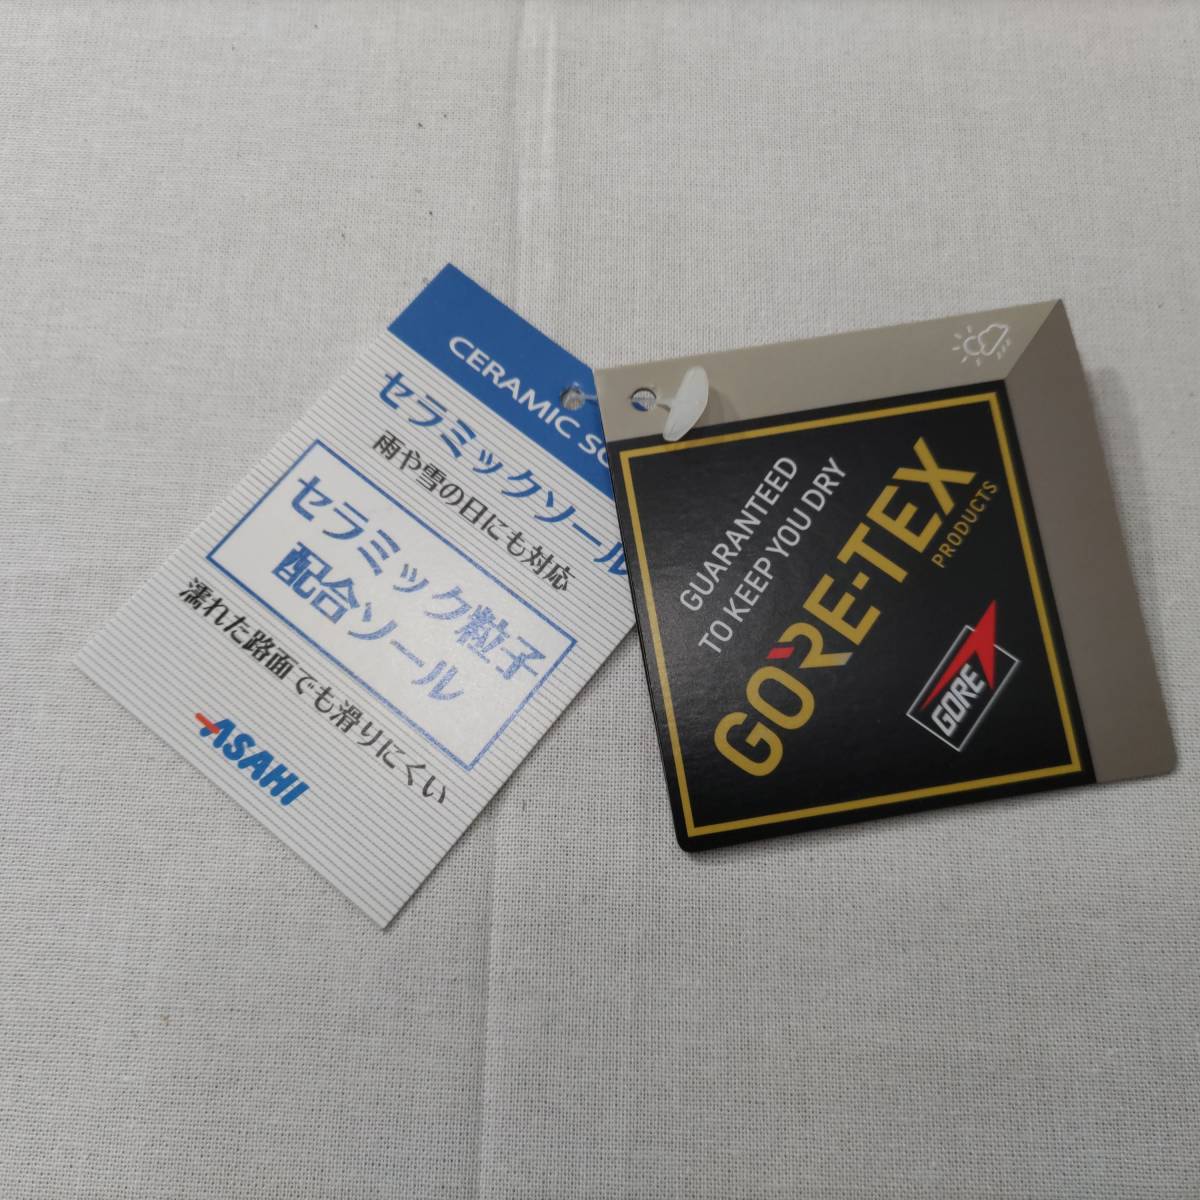 CERAMIC
セラミックソール
雨や雪の日にも対応
セラミック粒子
配合ソール
濡れた路面でも滑りにくい
ASAHI
GUARANTEED
TO KEEP YOU DRY
GORE-TEX
PRODUCTS
GORE